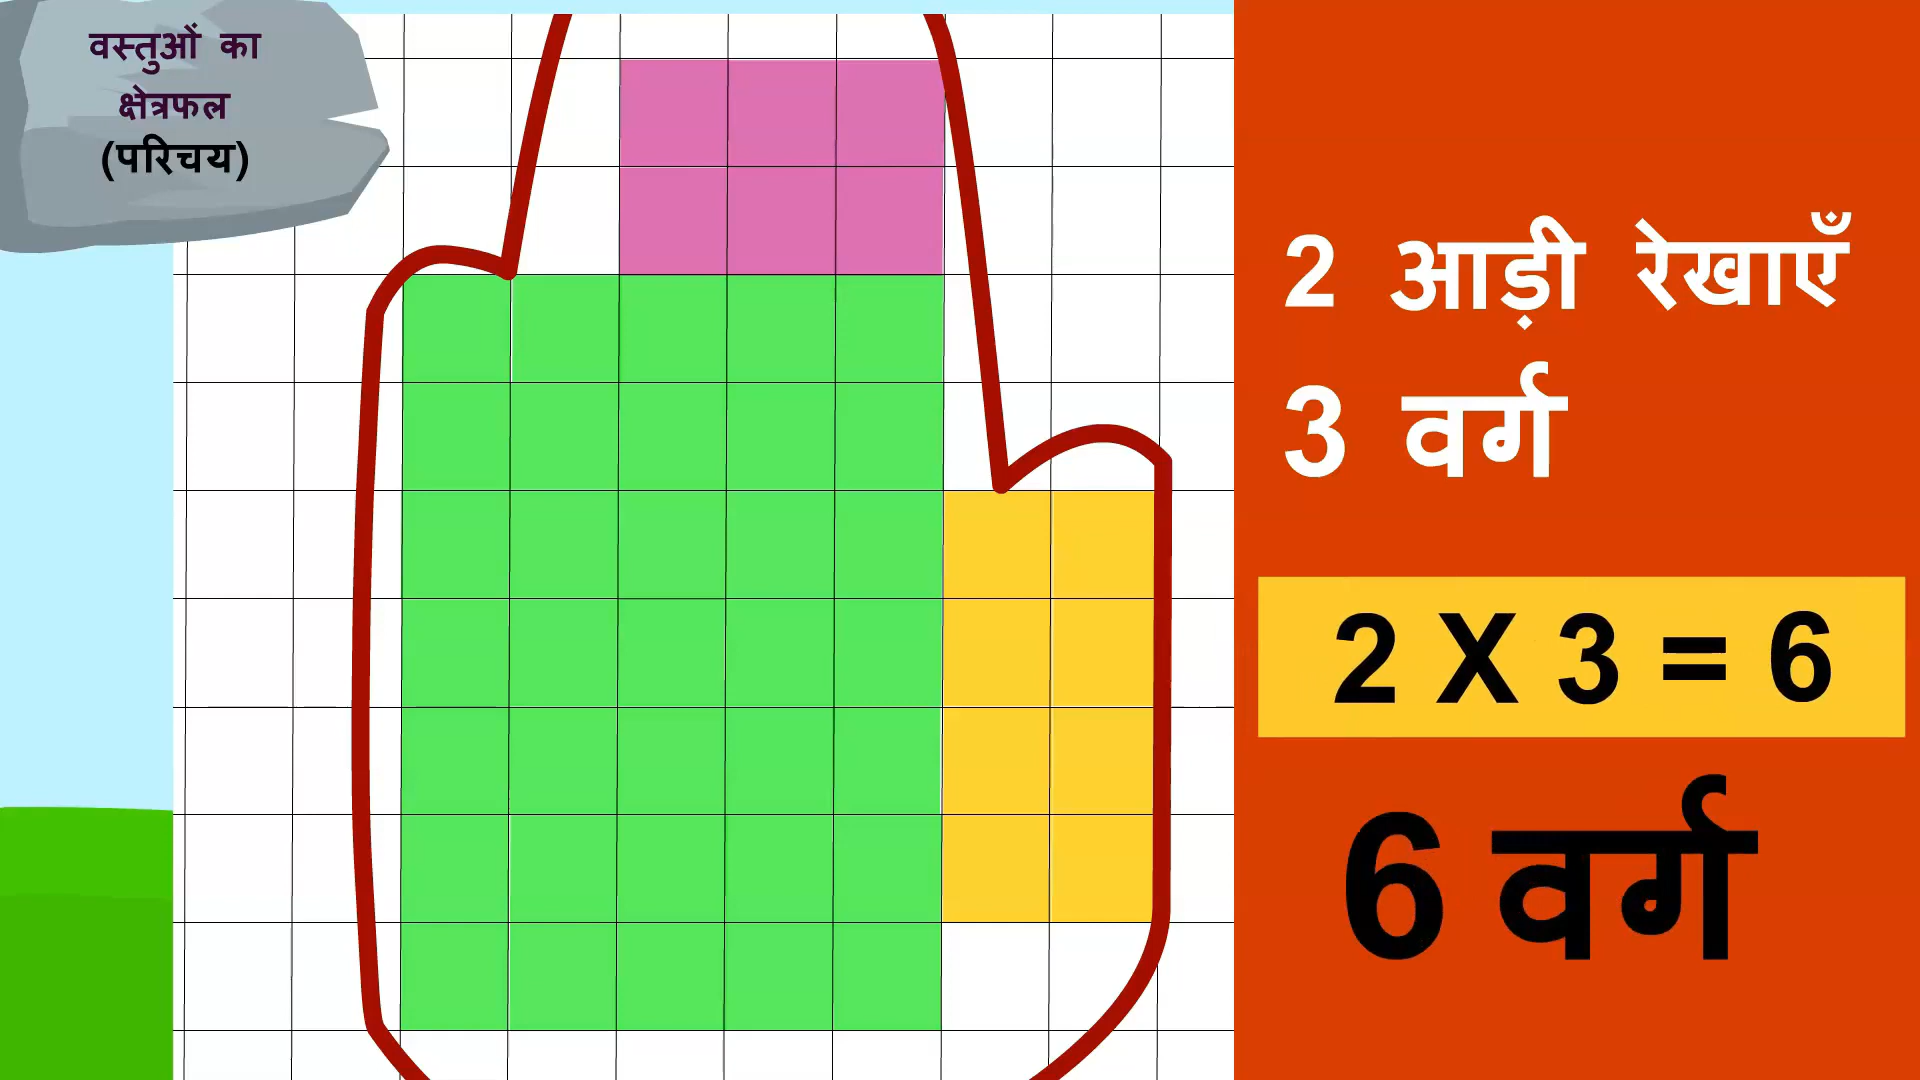 वस्तुओं का
क्षेत्रफल
(परिचय)
2 आड़ी रेखाएँ
3 वर्ग
2 X 3 = 6
6 वर्ग